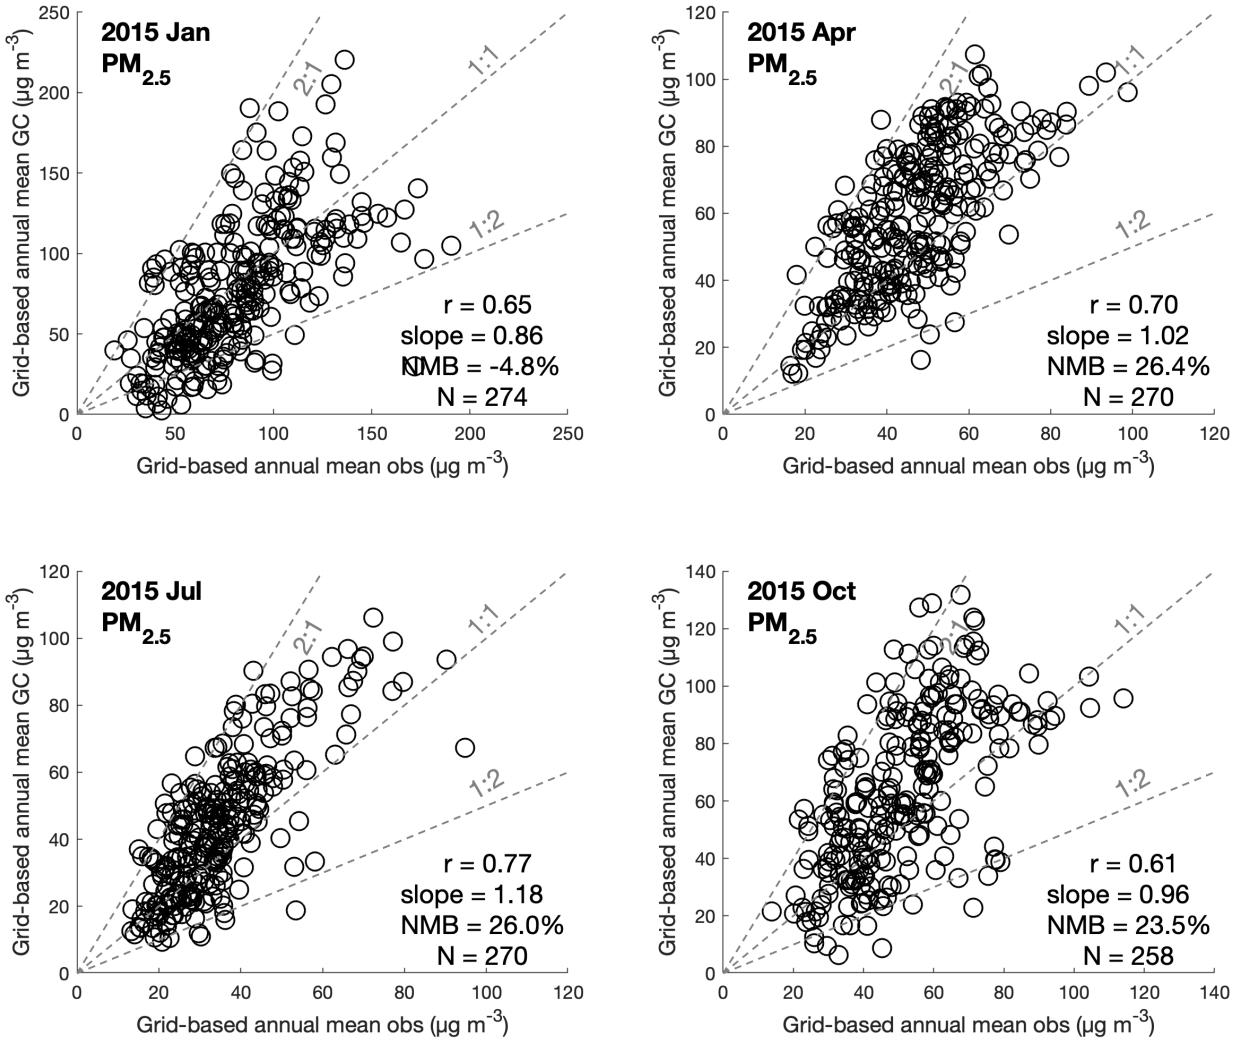 2015 Jan
PM2.5
2:1
1:1
1:2
r = 0.65
slope = 0.86
NMB = -4.8%
N = 274
250
200
150
100
50
0
0 50 100 150 200 250
Grid-based annual mean GC (µg m-3)
Grid-based annual mean obs (µg m-3)
2015 Apr
PM2.5
2:1
1:1
1:2
r = 0.70
slope = 1.02
NMB = 26.4%
N = 270
120
100
80
60
40
20
0
0 20 40 60 80 100 120
Grid-based annual mean GC (µg m-3)
Grid-based annual mean obs (µg m-3)
2015 Jul
PM2.5
2:1
1:1
1:2
r = 0.77
slope = 1.18
NMB = 26.0%
N = 270
120
100
80
60
40
20
0
0 20 40 60 80 100 120
Grid-based annual mean GC (µg m-3)
Grid-based annual mean obs (µg m-3)
2015 Oct
PM2.5
2:1
1:1
1:2
r = 0.61
slope = 0.96
NMB = 23.5%
N = 258
140
120
100
80
60
40
20
0
0 20 40 60 80 100 120 140
Grid-based annual mean GC (µg m-3)
Grid-based annual mean obs (µg m-3)